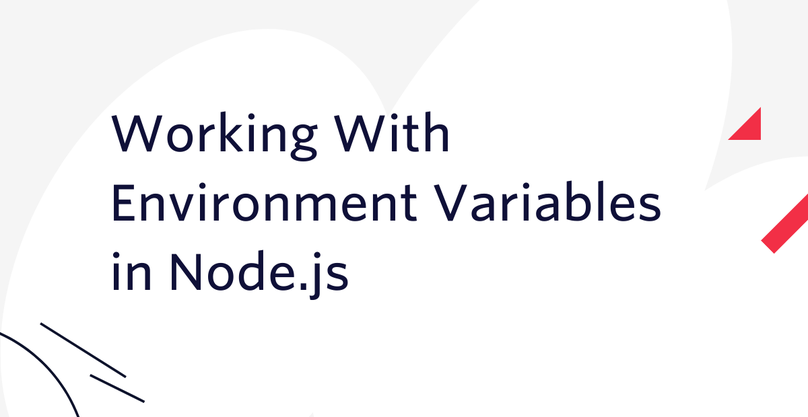 Working With
Environment Variables
in Node.js